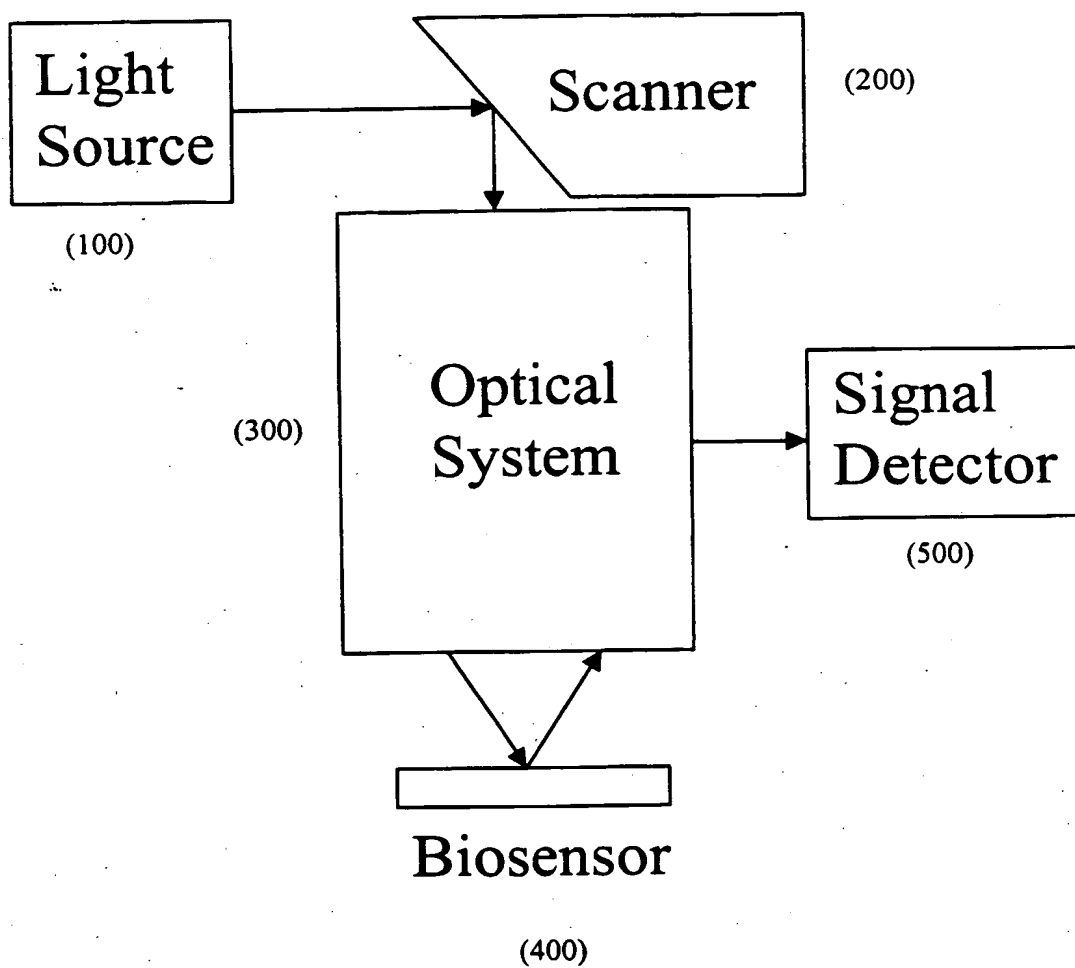 Light
Source
(100)
Scanner
(200)
Optical
System
(300)
Signal
Detector
(500)
Biosensor
(400)